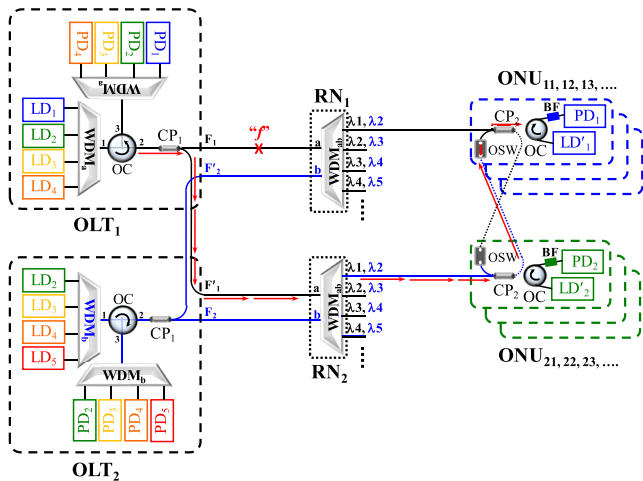 PD₄
PD₃
PD₂
PD₁
WDMₐ
LD₁
LD₂
LD₃
LD₄
WDMₐ
3
1
2
OC
CP₁
OLT₁
F₁
"f"
F'₂
RN₁
a
b
WDMab
λ1, λ2
λ2, λ3
λ3, λ4
λ4, λ5
ONU₁₁, ₁₂, ₁₃, ....
CP₂
BF
PD₁
OSW
OC
LD'₁
LD₂
LD₃
LD₄
LD₅
WDMb
OC
1
2
3
CP₁
WDMb
PD₂
PD₃
PD₄
PD₅
OLT₂
F'₁
F₂
a
b
WDMab
λ1, λ2
λ2, λ3
λ3, λ4
λ4, λ5
RN₂
OSW
BF
PD₂
CP₂
OC
LD'₂
ONU₂₁, ₂₂, ₂₃, ....